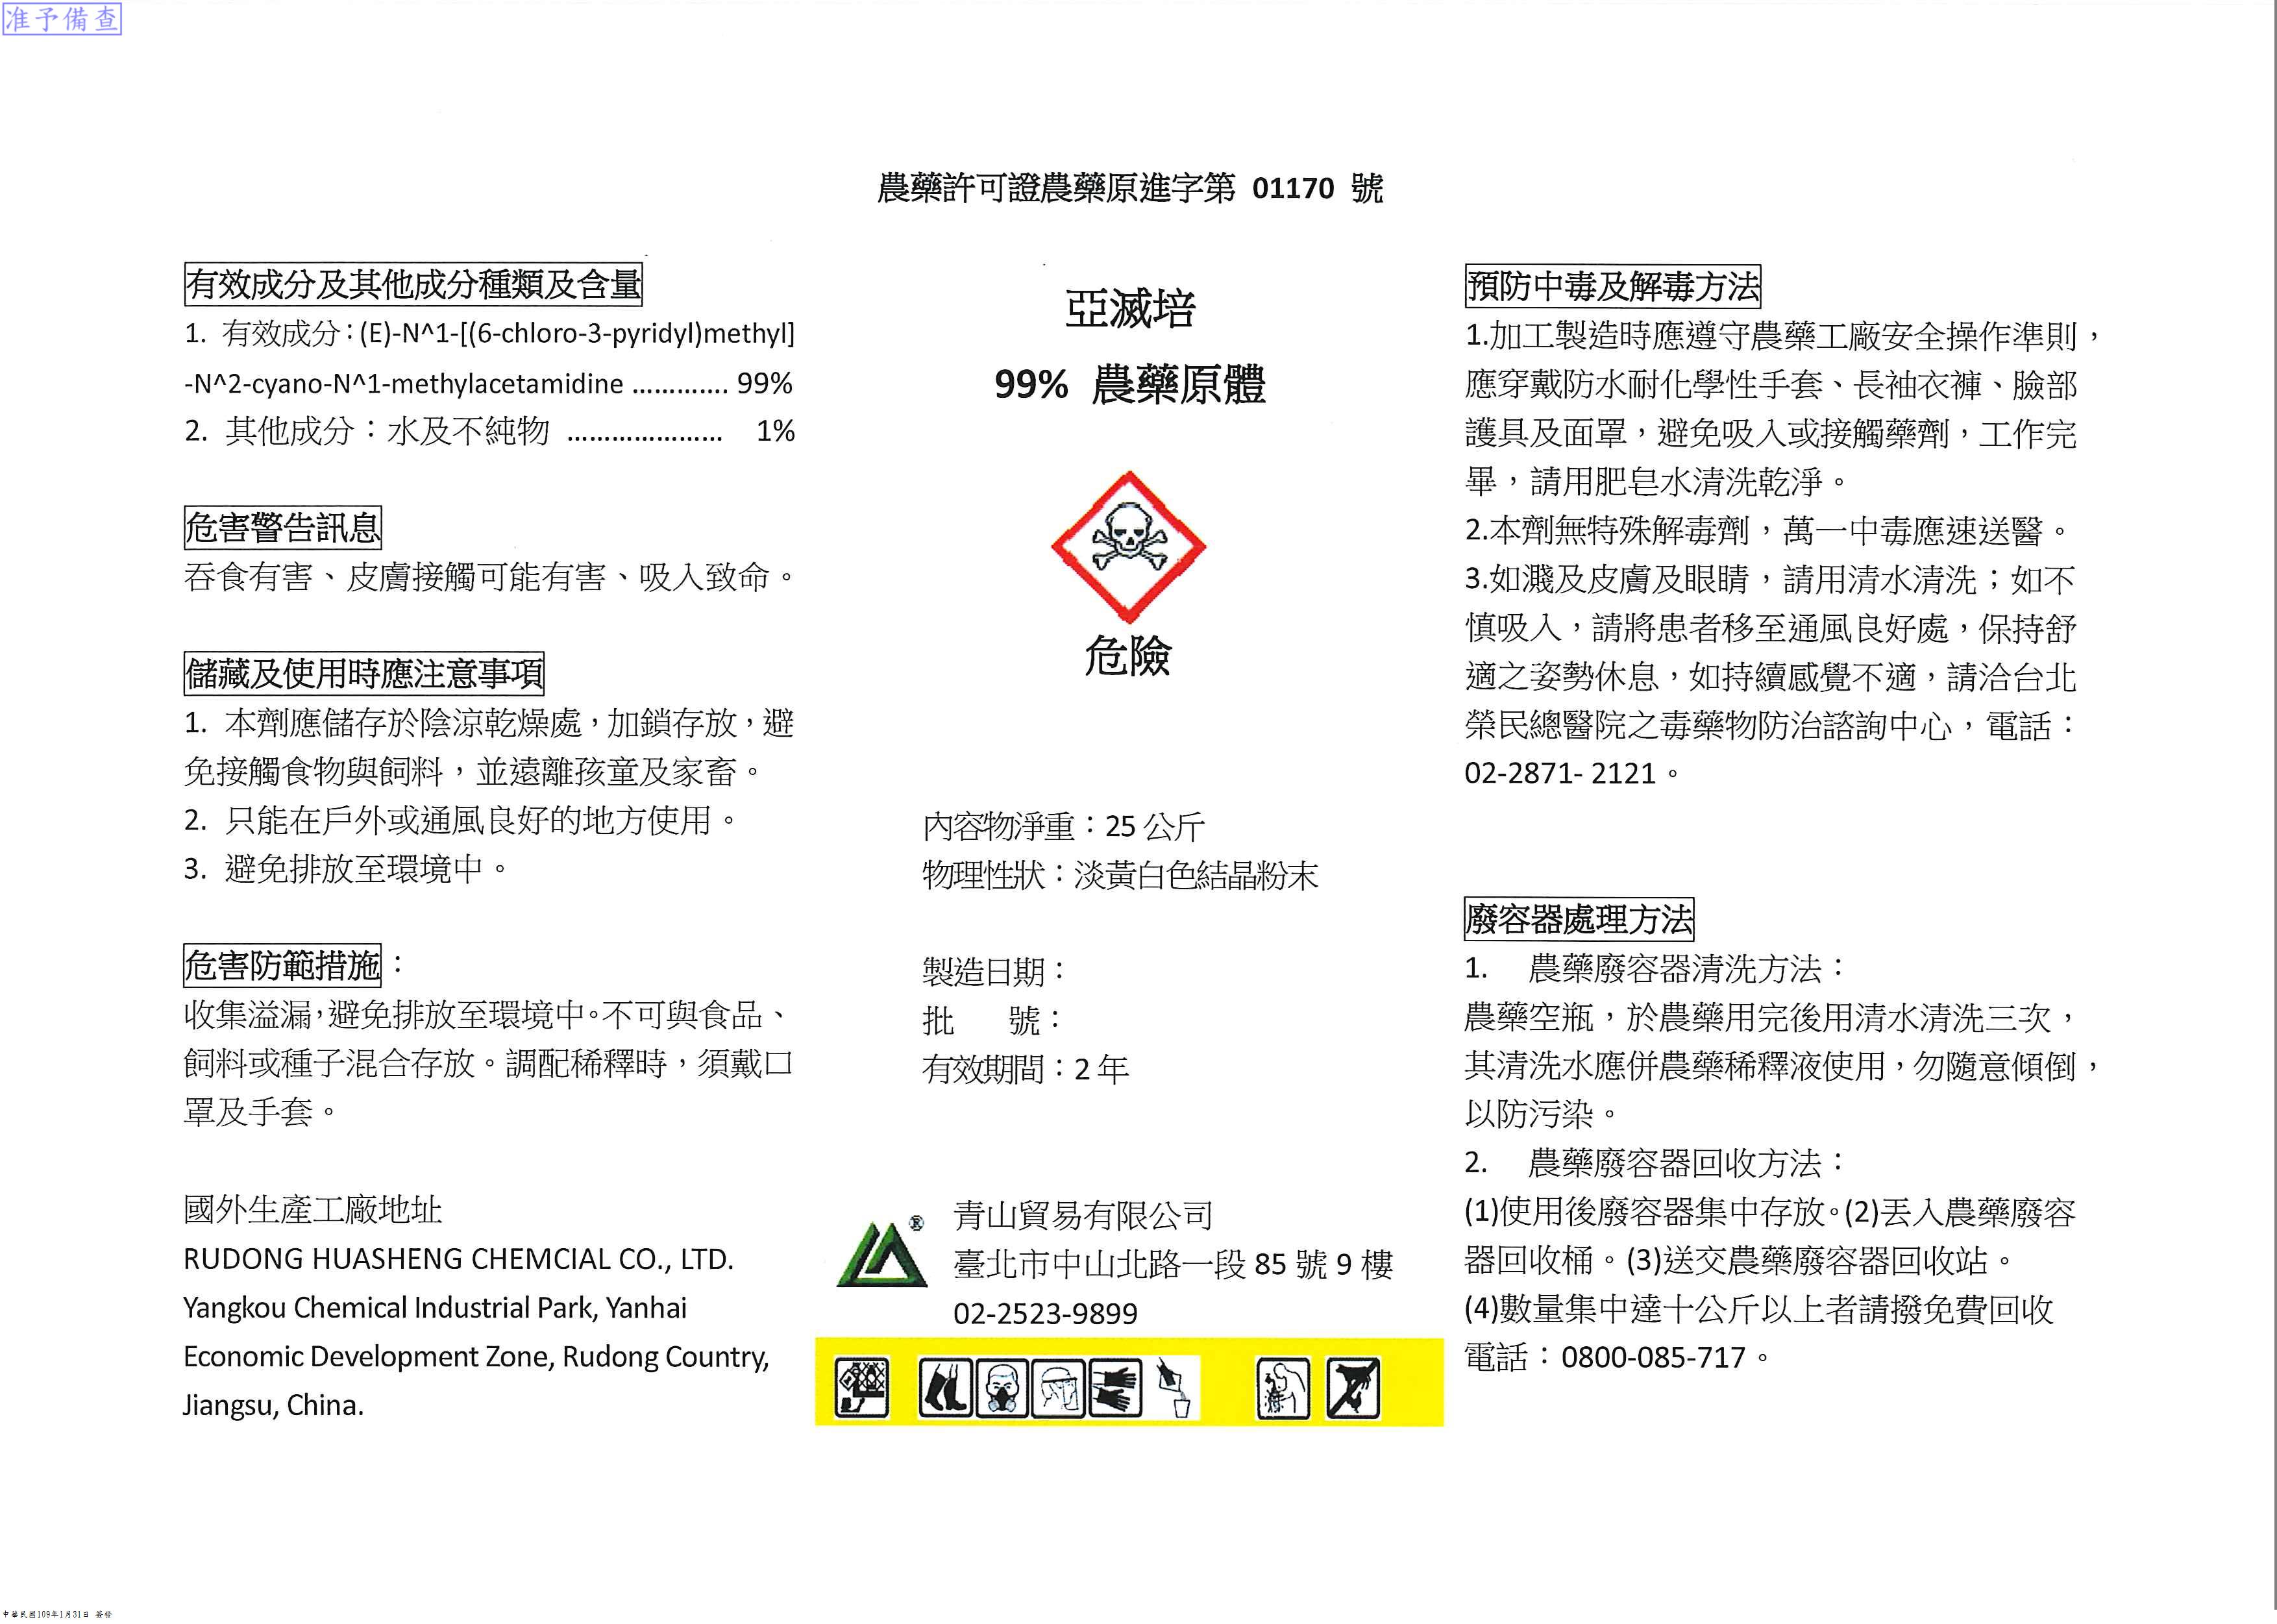 准予備查
農藥許可證農藥原進字第 01170 號
有效成分及其他成分種類及含量
1. 有效成分：(E)-N^1-[(6-chloro-3-pyridyl)methyl]
-N^2-cyano-N^1-methylacetamidine ............. 99%
2. 其他成分：水及不純物 ..................... 1%
危害警告訊息
吞食有害、皮膚接觸可能有害、吸入致命。
儲藏及使用時應注意事項
1. 本劑應儲存於陰涼乾燥處，加鎖存放，避
免接觸食物與飼料，並遠離孩童及家畜。
2. 只能在戶外或通風良好的地方使用。
3. 避免排放至環境中。
危害防範措施：
收集溢漏，避免排放至環境中。不可與食品、
飼料或種子混合存放。調配稀釋時，須戴口
罩及手套。
國外生產工廠地址
RUDONG HUASHENG CHEMCIAL CO., LTD.
Yangkou Chemical Industrial Park, Yanhai
Economic Development Zone, Rudong Country,
Jiangsu, China.
亞滅培
99% 農藥原體
危險
內容物淨重：25 公斤
物理性狀：淡黃白色結晶粉末
製造日期：
批 號：
有效期間：2 年
®
青山貿易有限公司
臺北市中山北路一段 85 號 9 樓
02-2523-9899
預防中毒及解毒方法
1.加工製造時應遵守農藥工廠安全操作準則，
應穿戴防水耐化學性手套、長袖衣褲、臉部
護具及面罩，避免吸入或接觸藥劑，工作完
畢，請用肥皂水清洗乾淨。
2.本劑無特殊解毒劑，萬一中毒應速送醫。
3.如濺及皮膚及眼睛，請用清水清洗；如不
慎吸入，請將患者移至通風良好處，保持舒
適之姿勢休息，如持續感覺不適，請洽台北
榮民總醫院之毒藥物防治諮詢中心，電話：
02-2871- 2121。
廢容器處理方法
1. 農藥廢容器清洗方法：
農藥空瓶，於農藥用完後用清水清洗三次，
其清洗水應併農藥稀釋液使用，勿隨意傾倒，
以防污染。
2. 農藥廢容器回收方法：
(1)使用後廢容器集中存放。(2)丟入農藥廢容
器回收桶。(3)送交農藥廢容器回收站。
(4)數量集中達十公斤以上者請撥免費回收
電話：0800-085-717。
中華民國109年1月31日 簽發